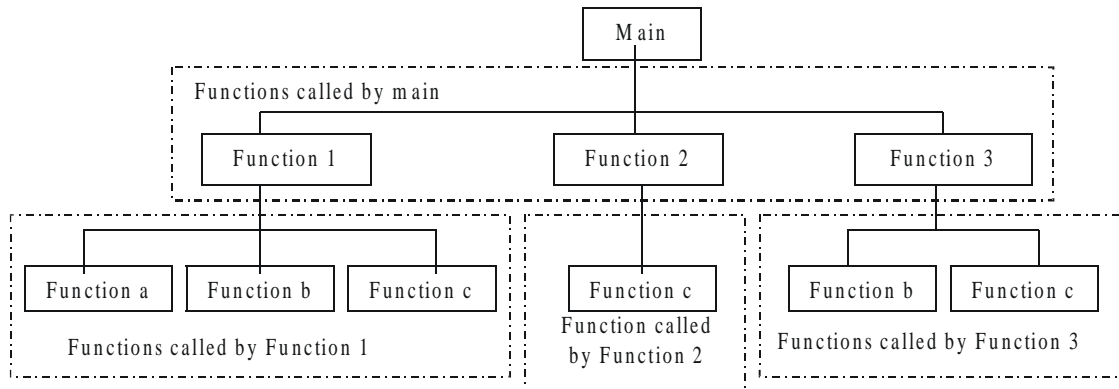 Main
Functions called by main
Function 1
Function 2
Function 3
Function a
Function b
Function c
Functions called by Function 1
Function c
Function called
by Function 2
Function b
Function c
Functions called by Function 3